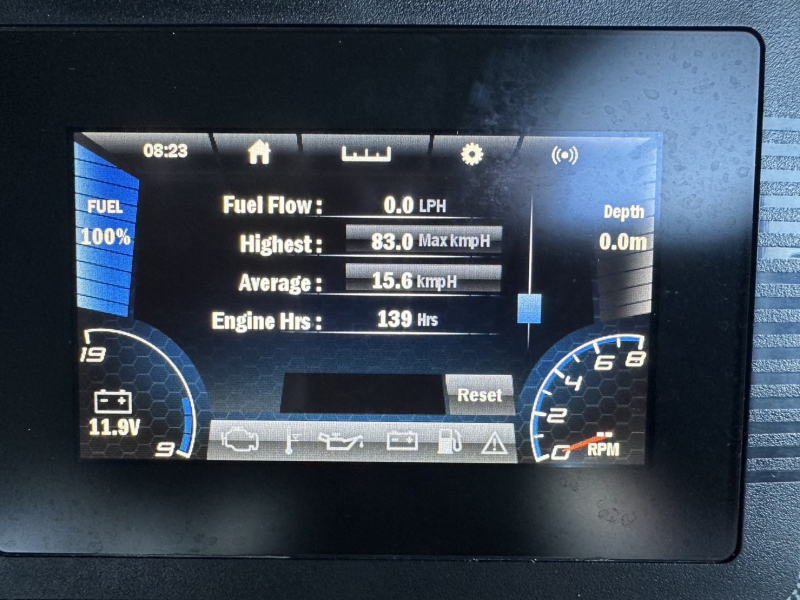 08:23
FUEL
100%
Fuel Flow : 0.0 LPH
Highest : 83.0 Max kmpH
Average : 15.6 kmpH
Engine Hrs : 139 Hrs
Depth
0.0m
19
11.9V
9
Reset
0 2 4 6 8
--
RPM